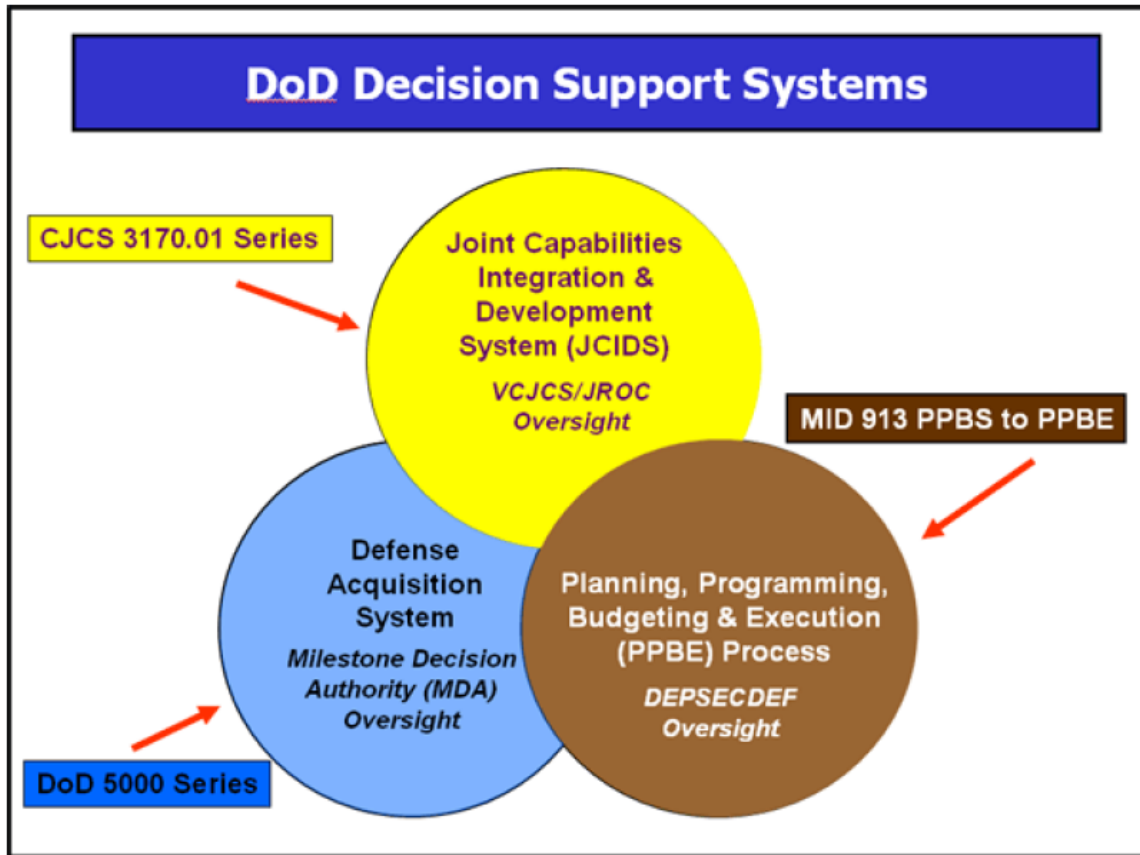 DoD Decision Support Systems
CJCS 3170.01 Series
Joint Capabilities
Integration &
Development
System (JCIDS)
VCJCS/JROC
Oversight
MID 913 PPBS to PPBE
Defense
Acquisition
System
Milestone Decision
Authority (MDA)
Oversight
Planning, Programming,
Budgeting & Execution
(PPBE) Process
DEPSECDEF
Oversight
DoD 5000 Series